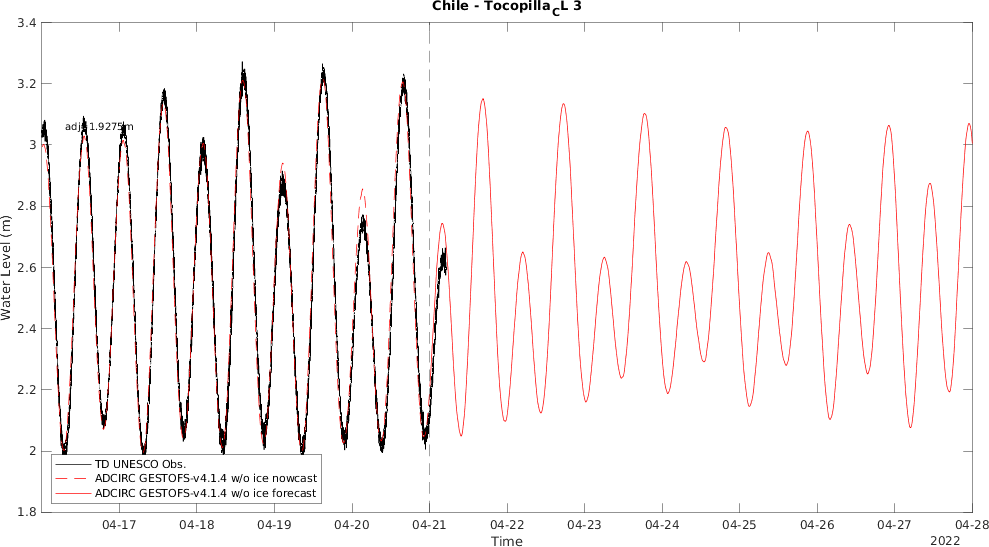 Chile - Tocopilla_CL 3
3.4
3.2
3
2.8
2.6
2.4
2.2
2
1.8
Water Level (m)
adj: 1.9275m
TD UNESCO Obs.
ADCIRC GESTOFS-v4.1.4 w/o ice nowcast
ADCIRC GESTOFS-v4.1.4 w/o ice forecast
04-17 04-18 04-19 04-20 04-21 04-22 04-23 04-24 04-25 04-26 04-27 04-28
Time
2022